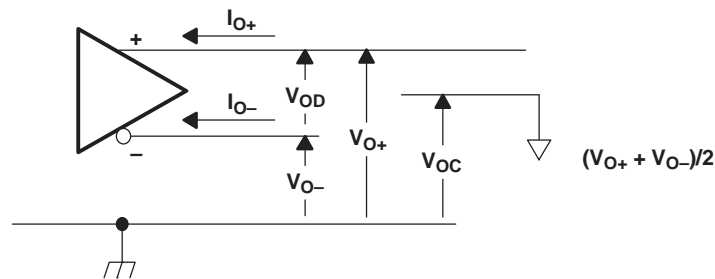 I_O+
+
I_O–
V_OD
V_O+
–
V_O–
V_OC
(V_O+ + V_O–)/2